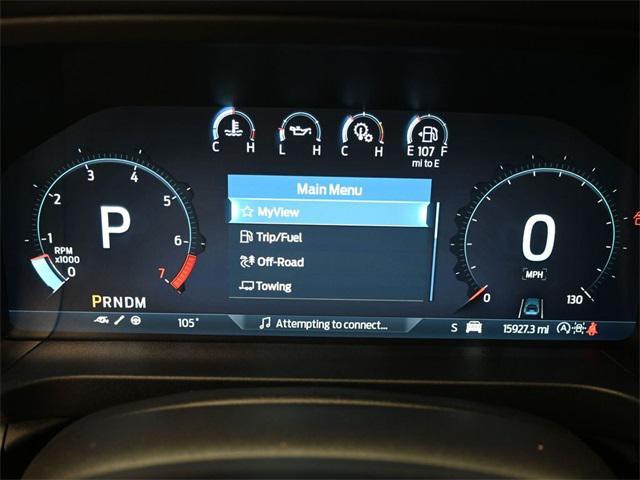 C H
L H
C H
E 107 F
mi to E
Main Menu
MyView
Trip/Fuel
Off-Road
Towing
P
RPM
x1000
0
1
2
3
4
5
6
7
PRNDM
0
MPH
0
130
105°
Attempting to connect...
S
15927.3 mi
A